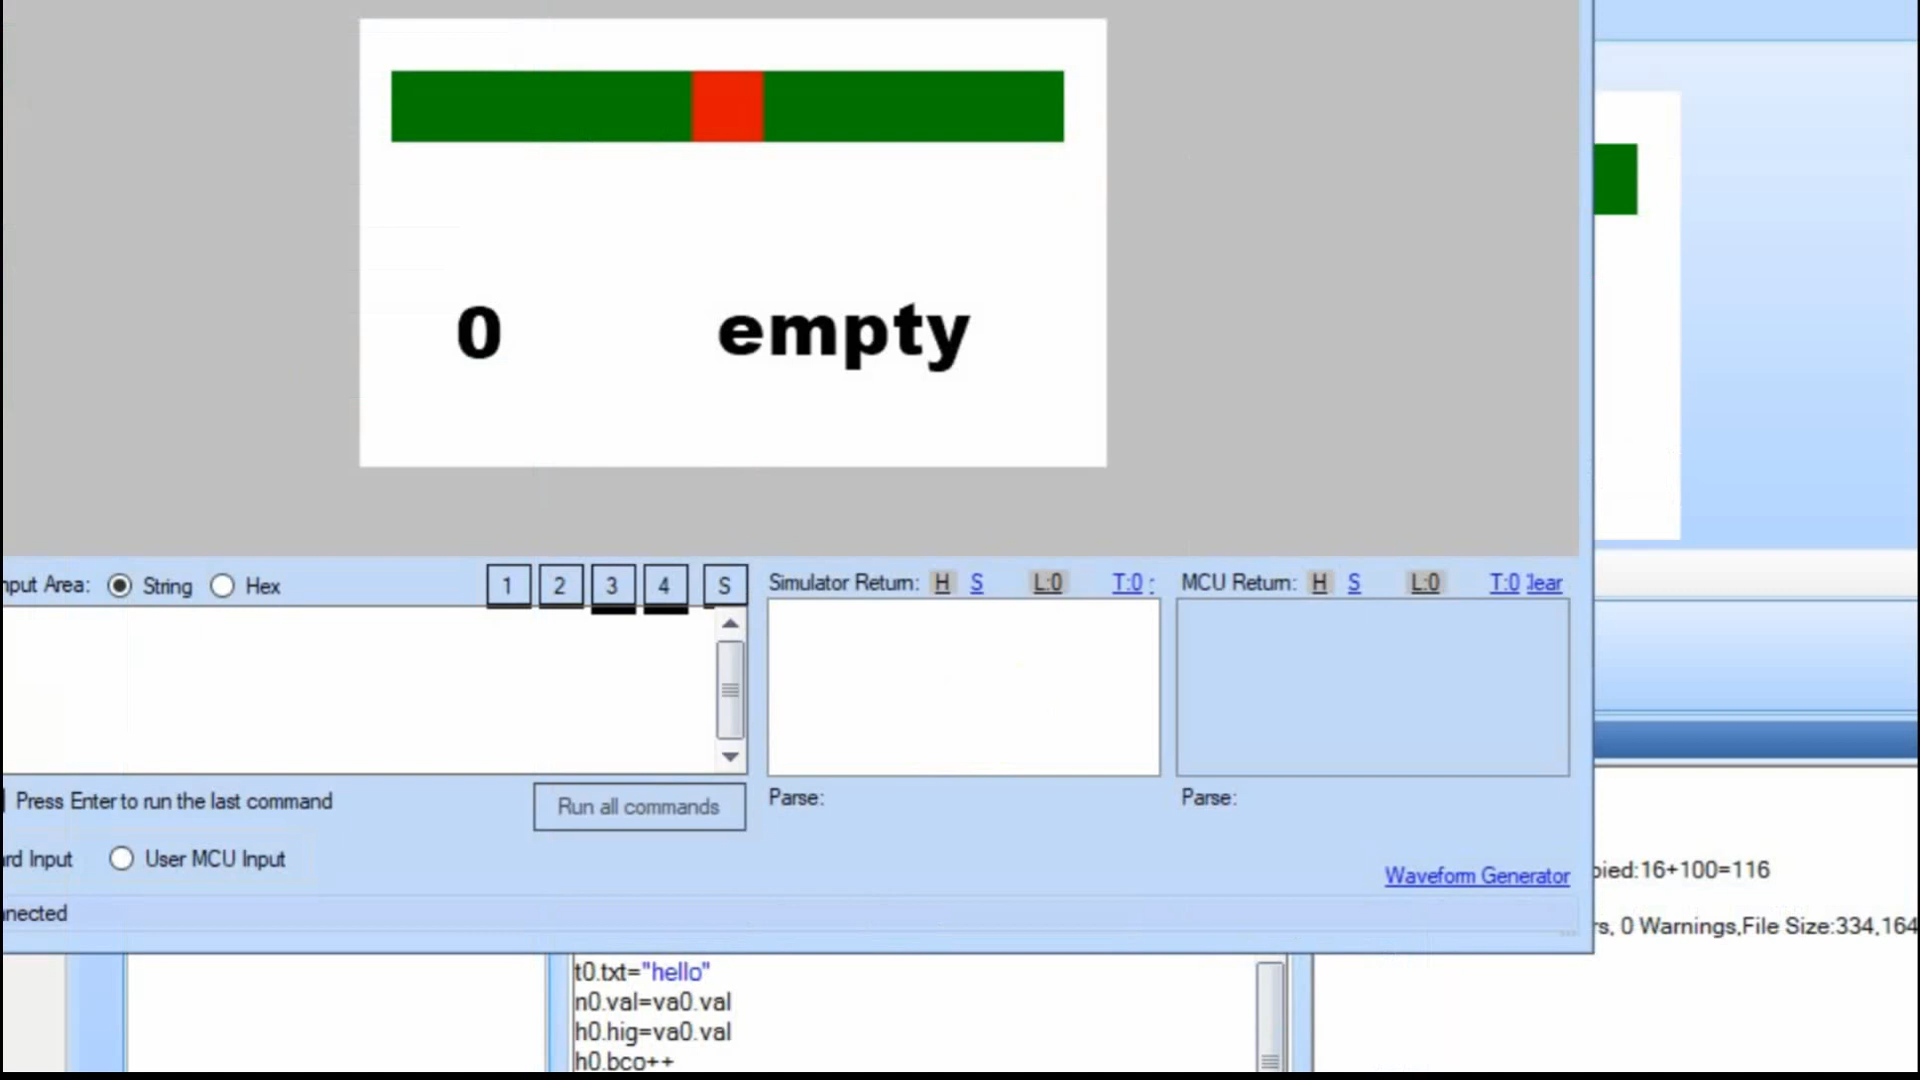 0 empty
nput Area: String Hex 1 2 3 4 S Simulator Return: H S L:0 T:0 : MCU Return: H S L:0 T:0 lear
Press Enter to run the last command Run all commands Parse: Parse:
rd Input User MCU Input
Waveform Generator
pied:16+100=116
nnected
rs, 0 Warnings,File Size:334,164
t0.txt="hello"
n0.val=va0.val
h0.hig=va0.val
h0.bco++